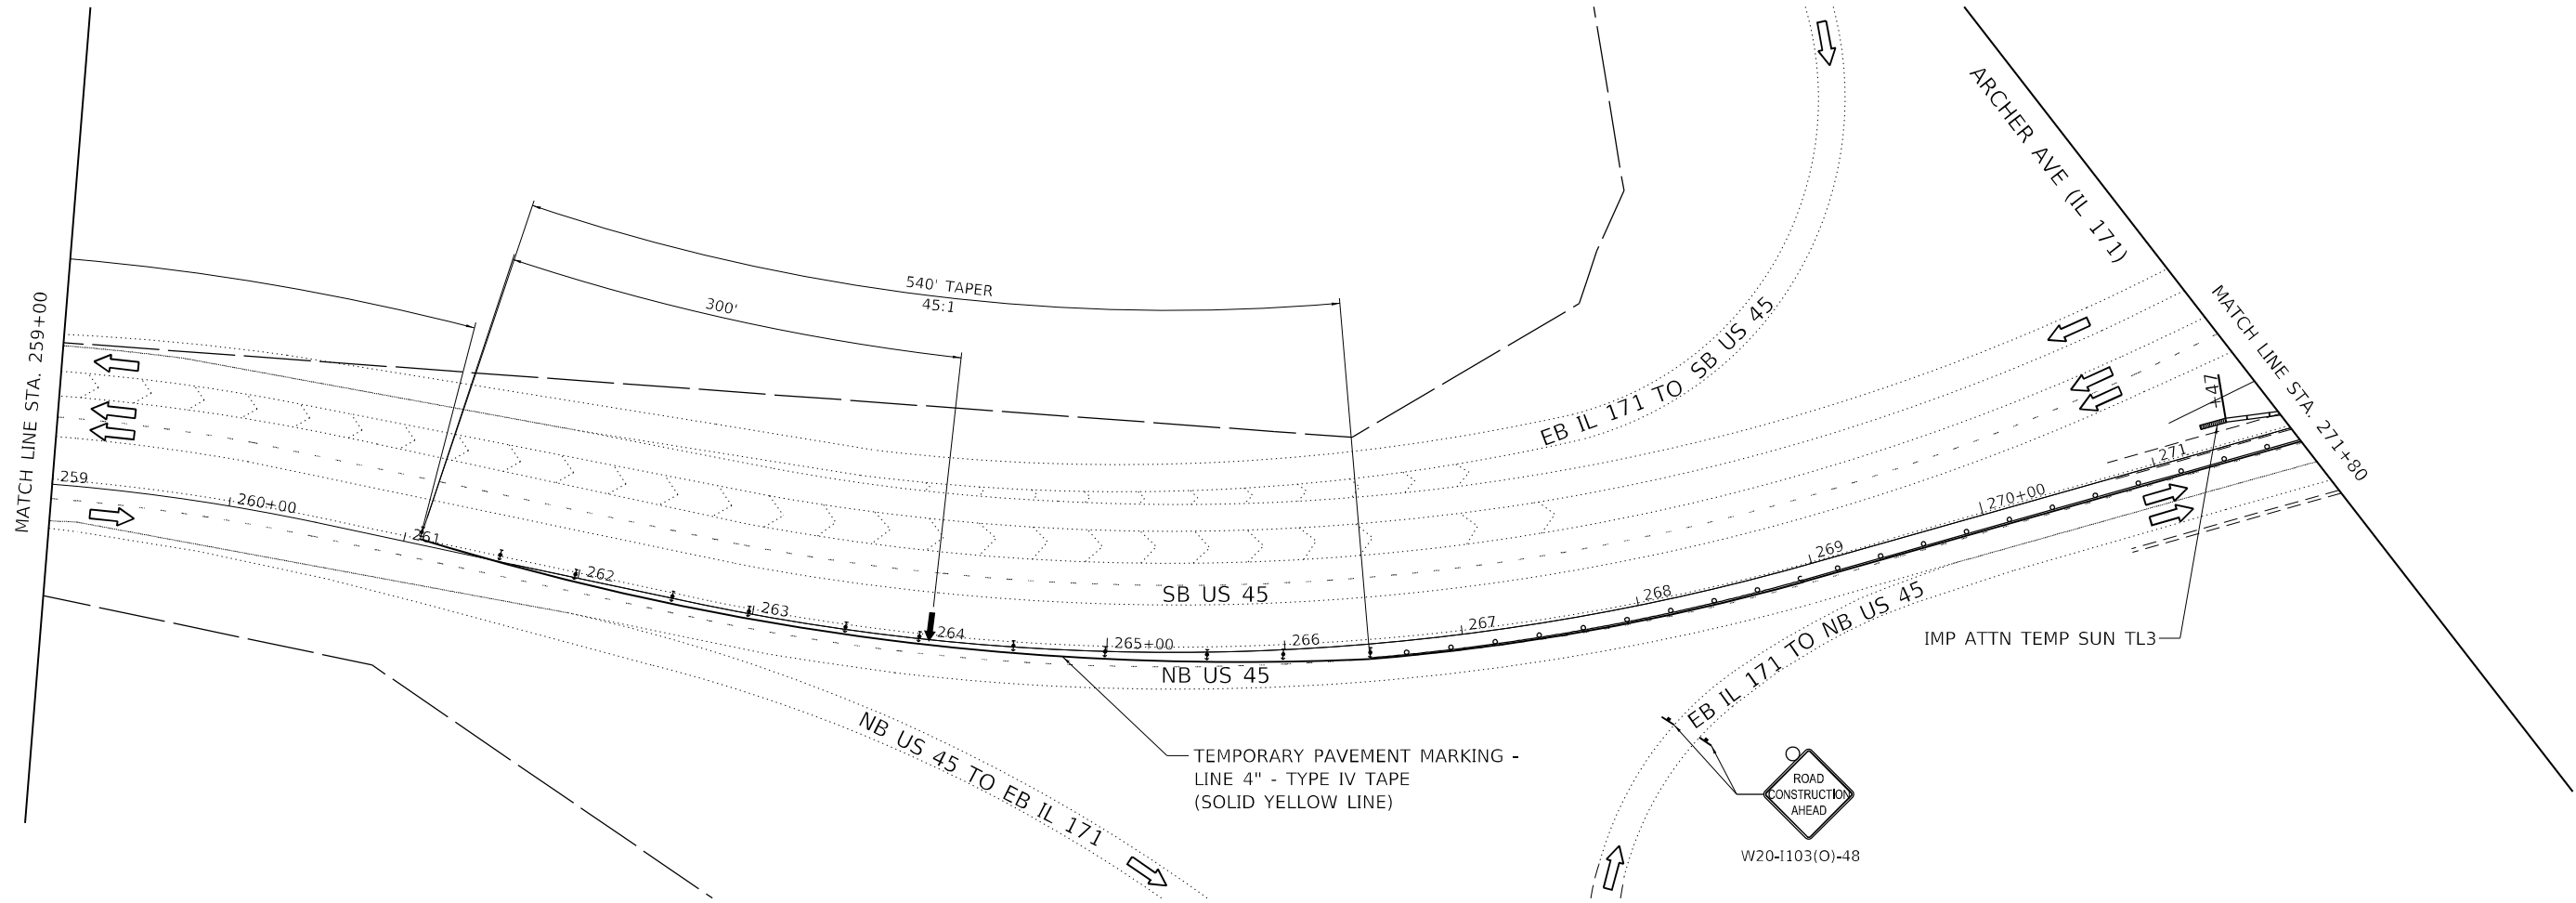 MATCH LINE STA. 259+00
540' TAPER
45:1
300'
ARCHER AVE (IL 171)
MATCH LINE STA. 271+80
EB IL 171 TO SB US 45
+47
259
260+00
261
262
263
264
265+00
266
267
268
269
270+00
271
SB US 45
NB US 45
NB US 45 TO EB IL 171
EB IL 171 TO NB US 45
IMP ATTN TEMP SUN TL3
TEMPORARY PAVEMENT MARKING -
LINE 4" - TYPE IV TAPE
(SOLID YELLOW LINE)
ROAD
CONSTRUCTION
AHEAD
W20-I103(O)-48